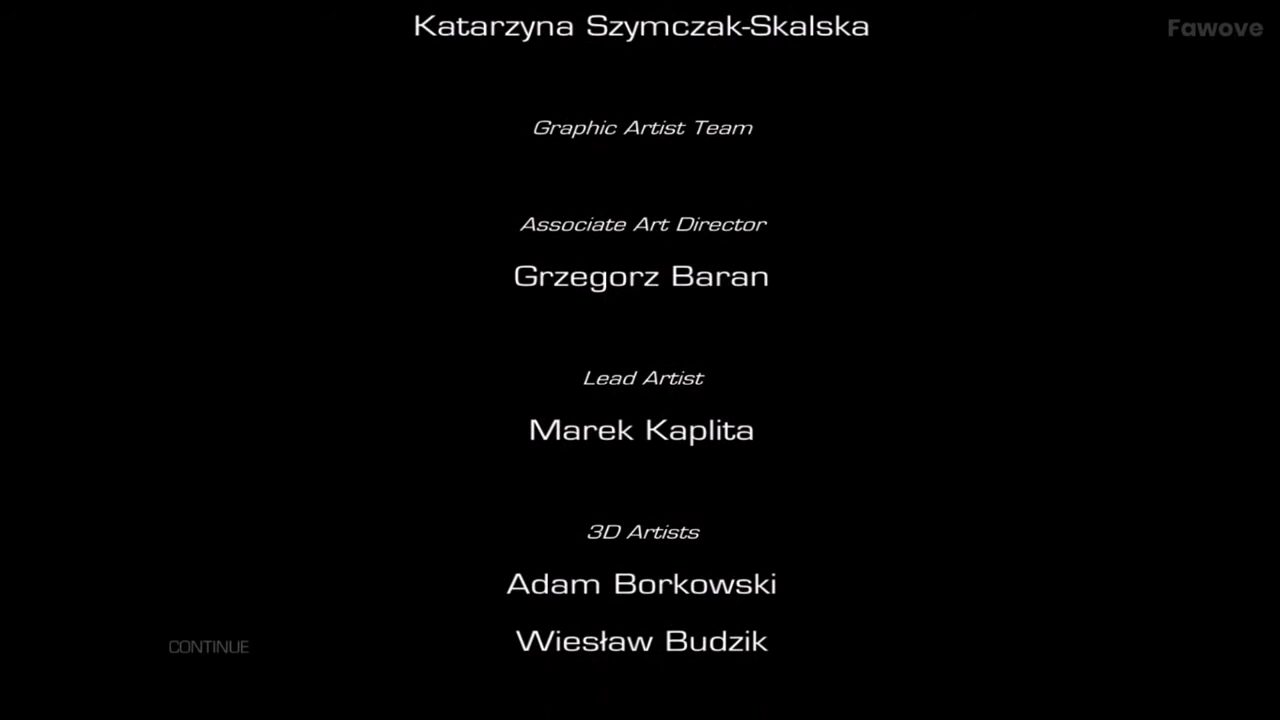 Katarzyna Szymczak-Skalska
Fawove
Graphic Artist Team
Associate Art Director
Grzegorz Baran
Lead Artist
Marek Kaplita
3D Artists
Adam Borkowski
Wiesław Budzik
CONTINUE